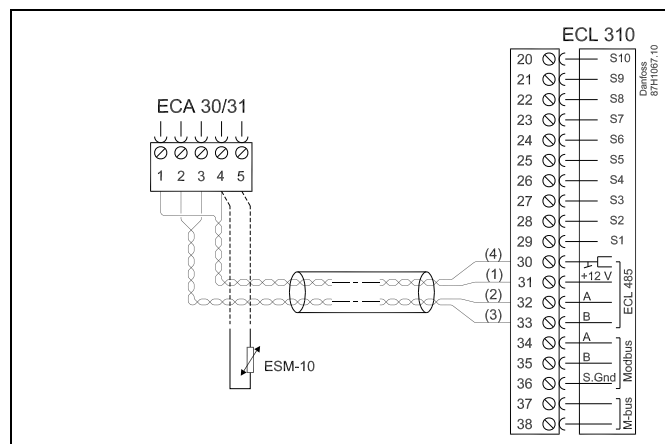 ECL 310
Danfoss
87H1067.10
ECA 30/31
1 2 3 4 5
20 S10
21 S9
22 S8
23 S7
24 S6
25 S5
26 S4
27 S3
28 S2
29 S1
(4) 30
(1) 31 +12 V
(2) 32 A
(3) 33 B
ECL 485
34 A
35 B
36 S.Gnd
Modbus
37
38
M-bus
ESM-10